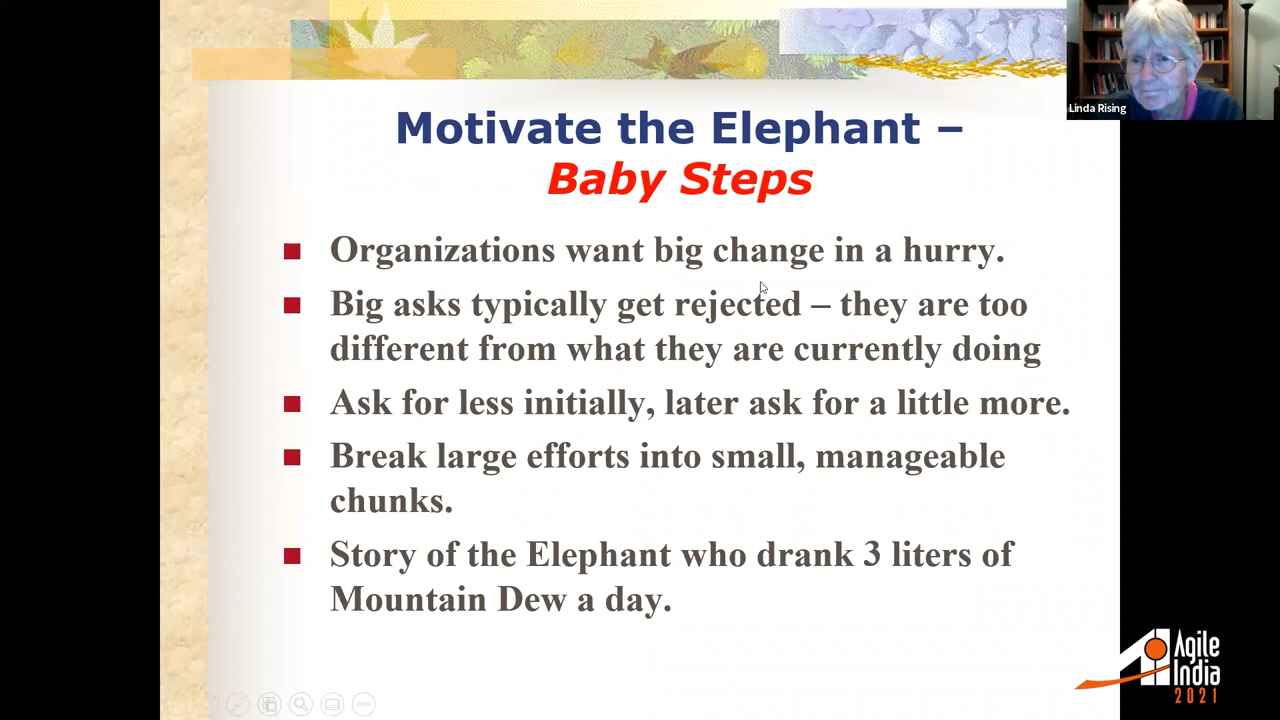 Linda Rising
Motivate the Elephant –
Baby Steps
Organizations want big change in a hurry.
Big asks typically get rejected – they are too
different from what they are currently doing
Ask for less initially, later ask for a little more.
Break large efforts into small, manageable
chunks.
Story of the Elephant who drank 3 liters of
Mountain Dew a day.
Agile
India
2021